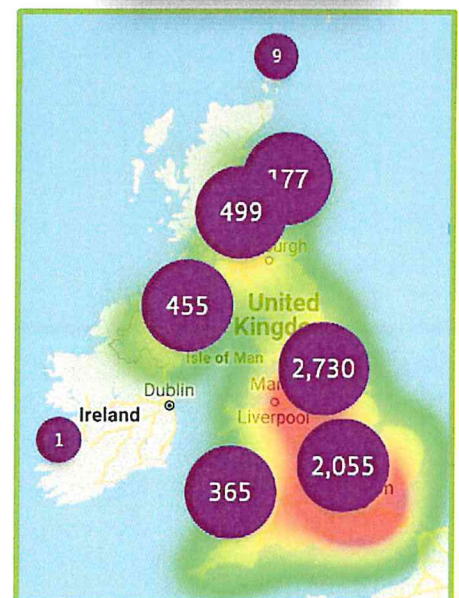 9
177
499
455
United
Isle of Man
2,730
Dublin
Liverpool
Ireland
1
2,055
365